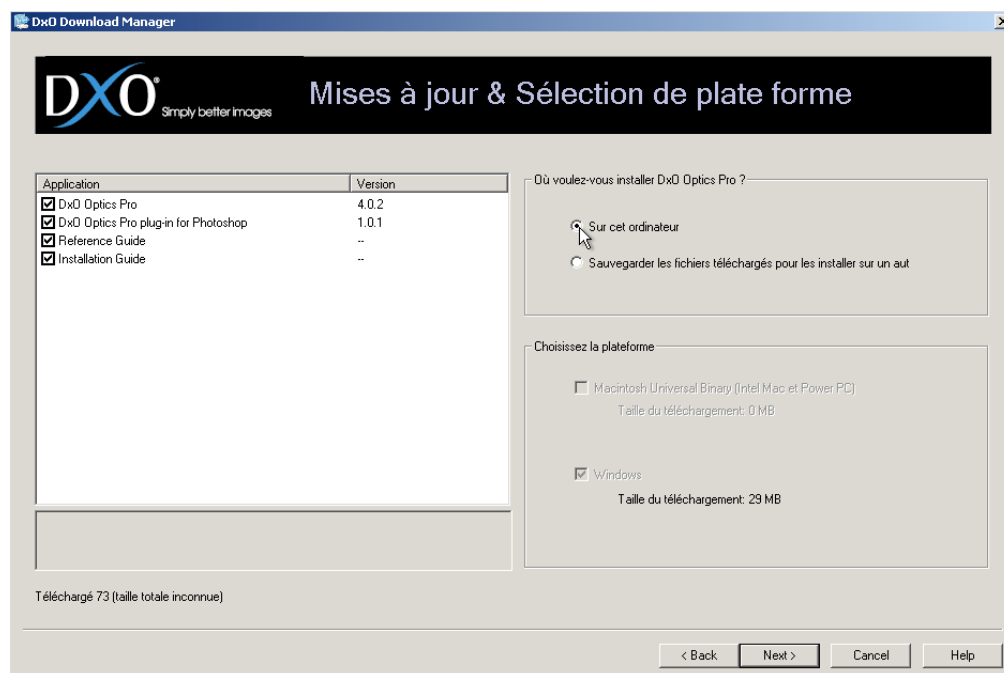 DxO Download Manager
DXO
Simply better images
Mises à jour & Sélection de plate forme
Application Version
DxO Optics Pro 4.0.2
DxO Optics Pro plug-in for Photoshop 1.0.1
Reference Guide --
Installation Guide --
Où voulez-vous installer DxO Optics Pro ?
Sur cet ordinateur
Sauvegarder les fichiers téléchargés pour les installer sur un aut
Choisissez la plateforme
Macintosh Universal Binary (Intel Mac et Power PC)
Taille du téléchargement: 0 MB
Windows
Taille du téléchargement: 29 MB
Téléchargé 73 (taille totale inconnue)
< Back Next > Cancel Help